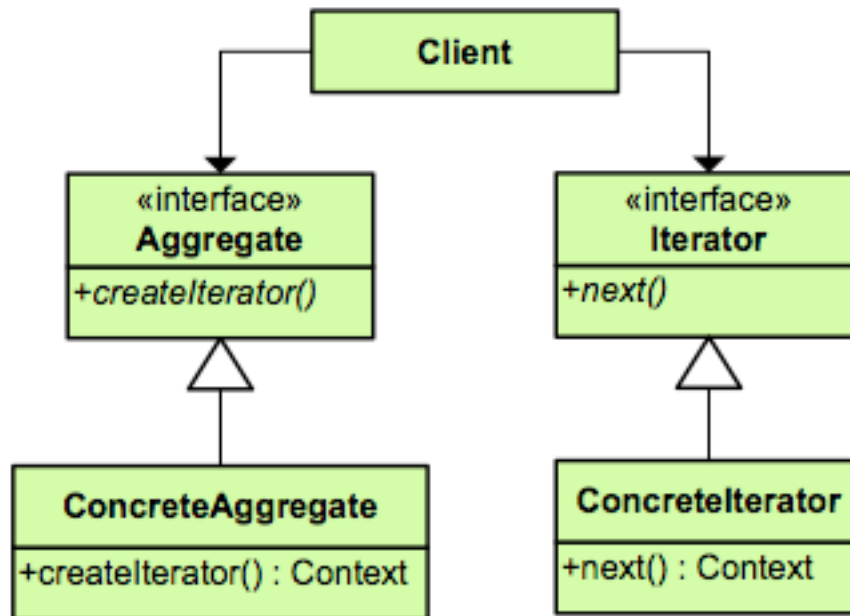 Client
«interface»
Aggregate
+createIterator()
«interface»
Iterator
+next()
ConcreteAggregate
+createIterator() : Context
ConcreteIterator
+next() : Context